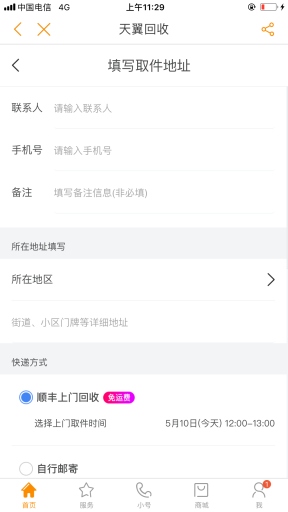 中国电信 4G 上午11:29
天翼回收
填写取件地址
联系人 请输入联系人
手机号 请输入手机号
备注 填写备注信息(非必填)
所在地址填写
所在地区
街道、小区门牌等详细地址
快递方式
顺丰上门回收 免运费
选择上门取件时间 5月10日(今天) 12:00-13:00
自行邮寄
首页 服务 小号 商城 我 1